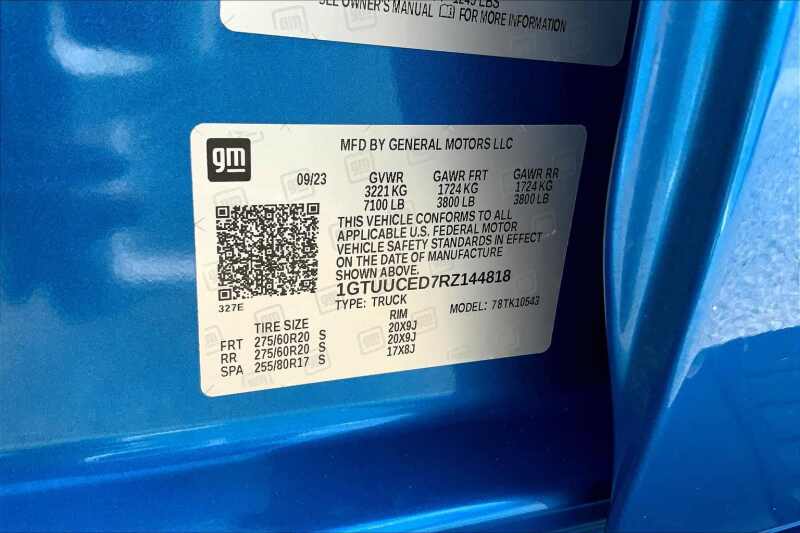 1249 LBS
SEE OWNER'S MANUAL FOR MORE INFORMATION
gm
MFD BY GENERAL MOTORS LLC
09/23 GVWR GAWR FRT GAWR RR
3221 KG 1724 KG 1724 KG
7100 LB 3800 LB 3800 LB
THIS VEHICLE CONFORMS TO ALL
APPLICABLE U.S. FEDERAL MOTOR
VEHICLE SAFETY STANDARDS IN EFFECT
ON THE DATE OF MANUFACTURE
SHOWN ABOVE.
1GTUUCED7RZ144818
327E
TYPE: TRUCK MODEL: 78TK10543
TIRE SIZE RIM
FRT 275/60R20 S 20X9J
RR 275/60R20 S 20X9J
SPA 255/80R17 S 17X8J